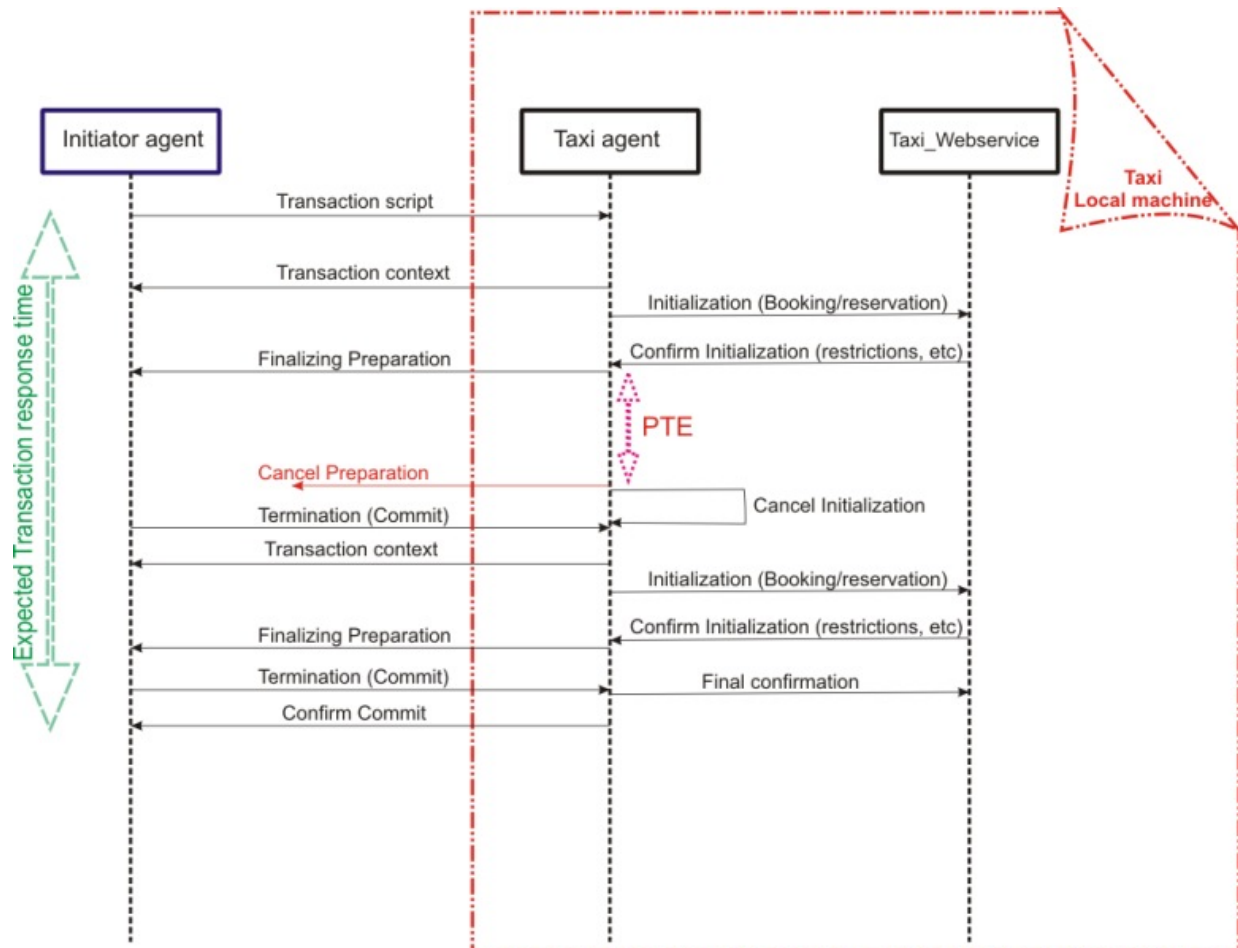 Initiator agent
Taxi agent
Taxi_Webservice
Taxi
Local machine
Transaction script
Expected Transaction response time
Transaction context
Initialization (Booking/reservation)
Confirm Initialization (restrictions, etc)
Finalizing Preparation
PTE
Cancel Preparation
Cancel Initialization
Termination (Commit)
Transaction context
Initialization (Booking/reservation)
Confirm Initialization (restrictions, etc)
Finalizing Preparation
Termination (Commit)
Final confirmation
Confirm Commit